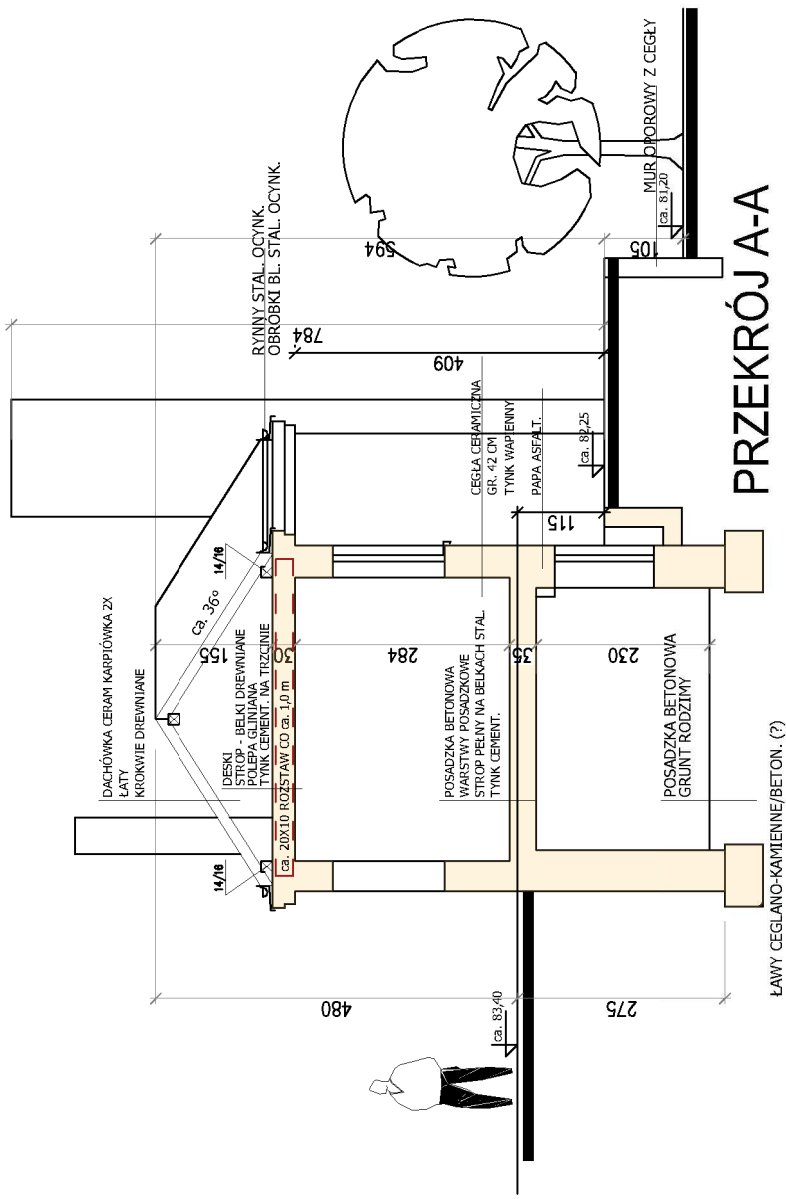 DACHÓWKA CERAM KARPIÓWKA 2X
ŁATY
KROKWIE DREWNIANE
14/16
14/16
ca. 36°
155
DESKI
STROP - BELKI DREWNIANE
POLEPA GLINIANA
TYNK CEMENT. NA TRZCINIE
30
ca. 20X10 ROZSTAW CO ca. 1,0 m
RYNNY STAL. OCYNK.
OBRÓBKI BL. STAL. OCYNK.
594
784
409
284
480
CEGŁA CERAMICZNA
GR. 42 CM
TYNK WAPIENNY
PAPA ASFALT.
POSADZKA BETONOWA
WARSTWY POSADZKOWE
STROP PEŁNY NA BELKACH STAL.
TYNK CEMENT.
35
115
ca. 83,40
ca. 82,25
ca. 81,20
105
MUR OPOROWY Z CEGŁY
230
275
POSADZKA BETONOWA
GRUNT RODZIMY
PRZEKRÓJ A-A
ŁAWY CEGLANO-KAMIENNE/BETON. (?)